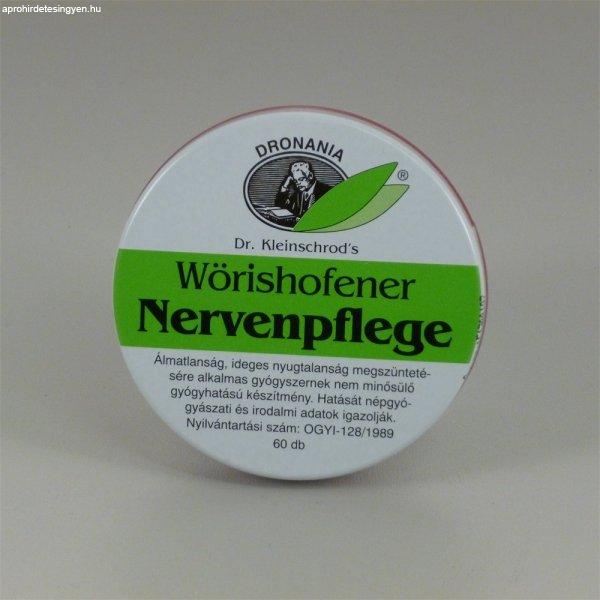 aprohirdetesingyen.hu
DRONANIA
®
Dr. Kleinschrod's
Wörishofener
Nervenpflege
Álmatlanság, ideges nyugtalanság megszünteté-
sére alkalmas gyógyszernek nem minősülő
gyógyhatású készítmény. Hatását népgyó-
gyászati és irodalmi adatok igazolják.
Nyilvántartási szám: OGYI-128/1989
60 db